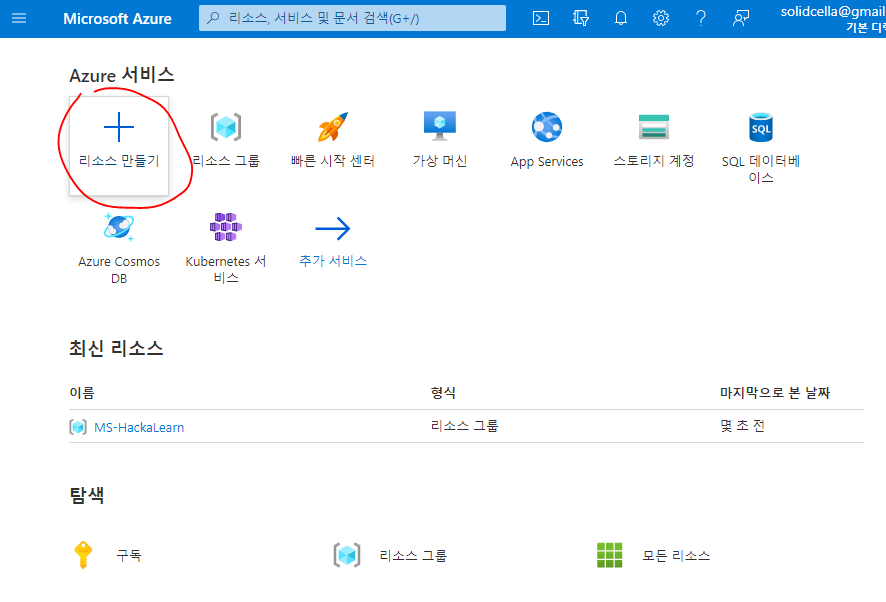 Microsoft Azure
리소스, 서비스 및 문서 검색(G+/)
solidcella@gmail
기본 디
Azure 서비스
리소스 만들기
리소스 그룹
빠른 시작 센터
가상 머신
App Services
스토리지 계정
SQL
SQL 데이터베
이스
Azure Cosmos
DB
Kubernetes 서
비스
추가 서비스
최신 리소스
이름 형식 마지막으로 본 날짜
MS-HackaLearn 리소스 그룹 몇 초 전
탐색
구독 리소스 그룹 모든 리소스